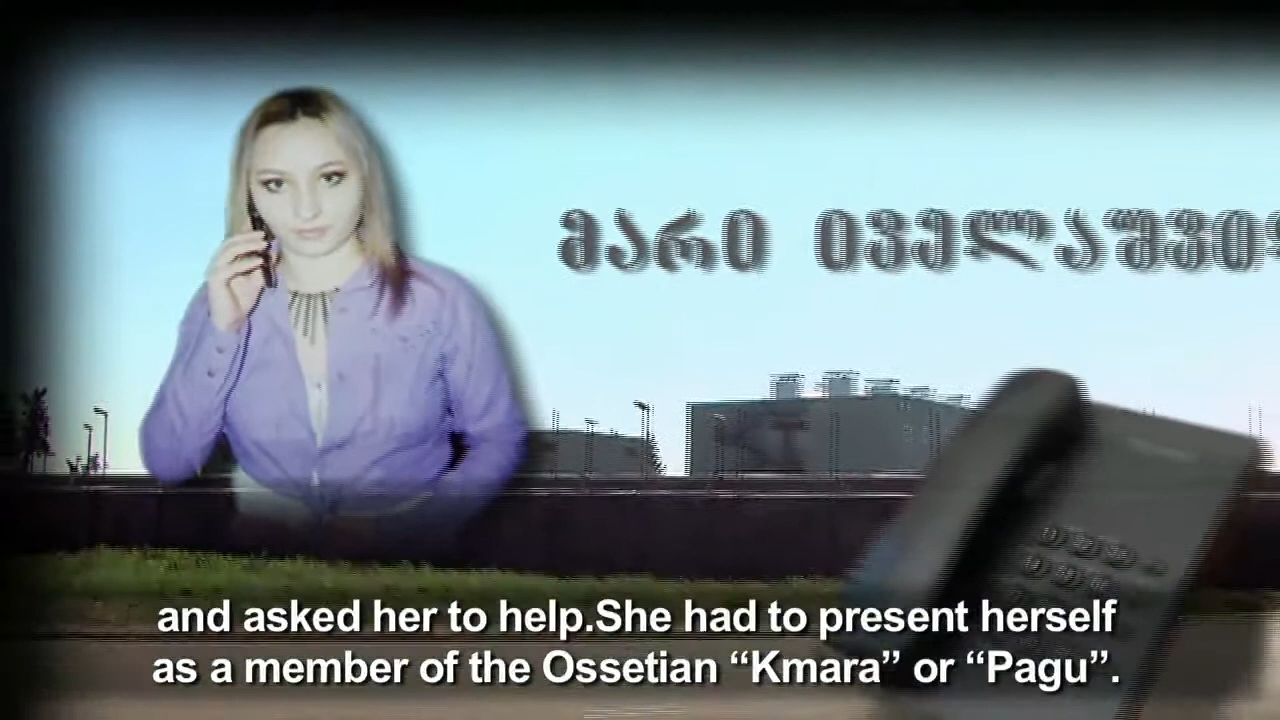 მარი იველაშვი
and asked her to help.She had to present herself
as a member of the Ossetian “Kmara” or “Pagu”.